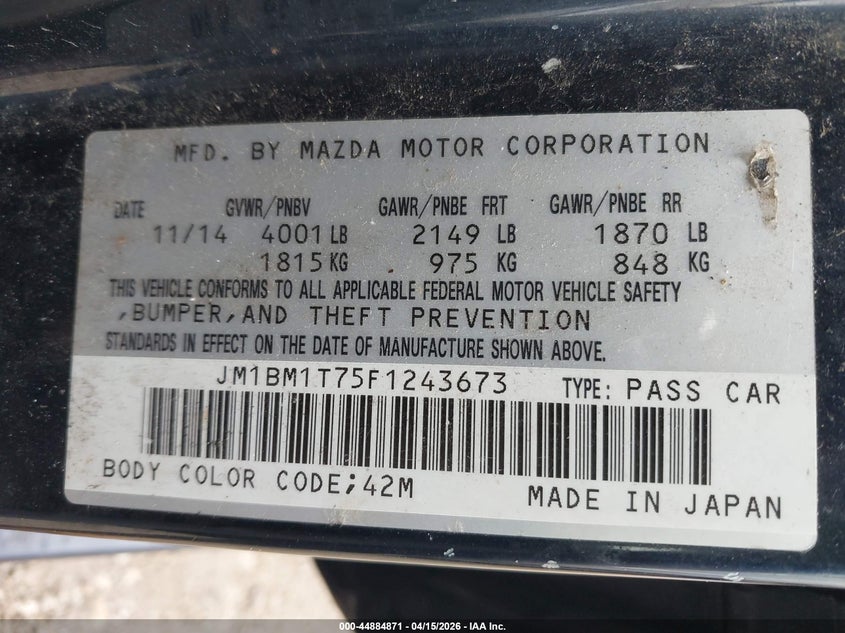 MFD. BY MAZDA MOTOR CORPORATION
DATE GVWR/PNBV GAWR/PNBE FRT GAWR/PNBE RR
11/14 4001 LB 2149 LB 1870 LB
1815 KG 975 KG 848 KG
THIS VEHICLE CONFORMS TO ALL APPLICABLE FEDERAL MOTOR VEHICLE SAFETY
,BUMPER,AND THEFT PREVENTION
STANDARDS IN EFFECT ON THE DATE OF MANUFACTURE SHOWN ABOVE.
JM1BM1T75F1243673 TYPE: PASS CAR
BODY COLOR CODE;42M
MADE IN JAPAN
000-44884871 - 04/15/2026 - IAA Inc.